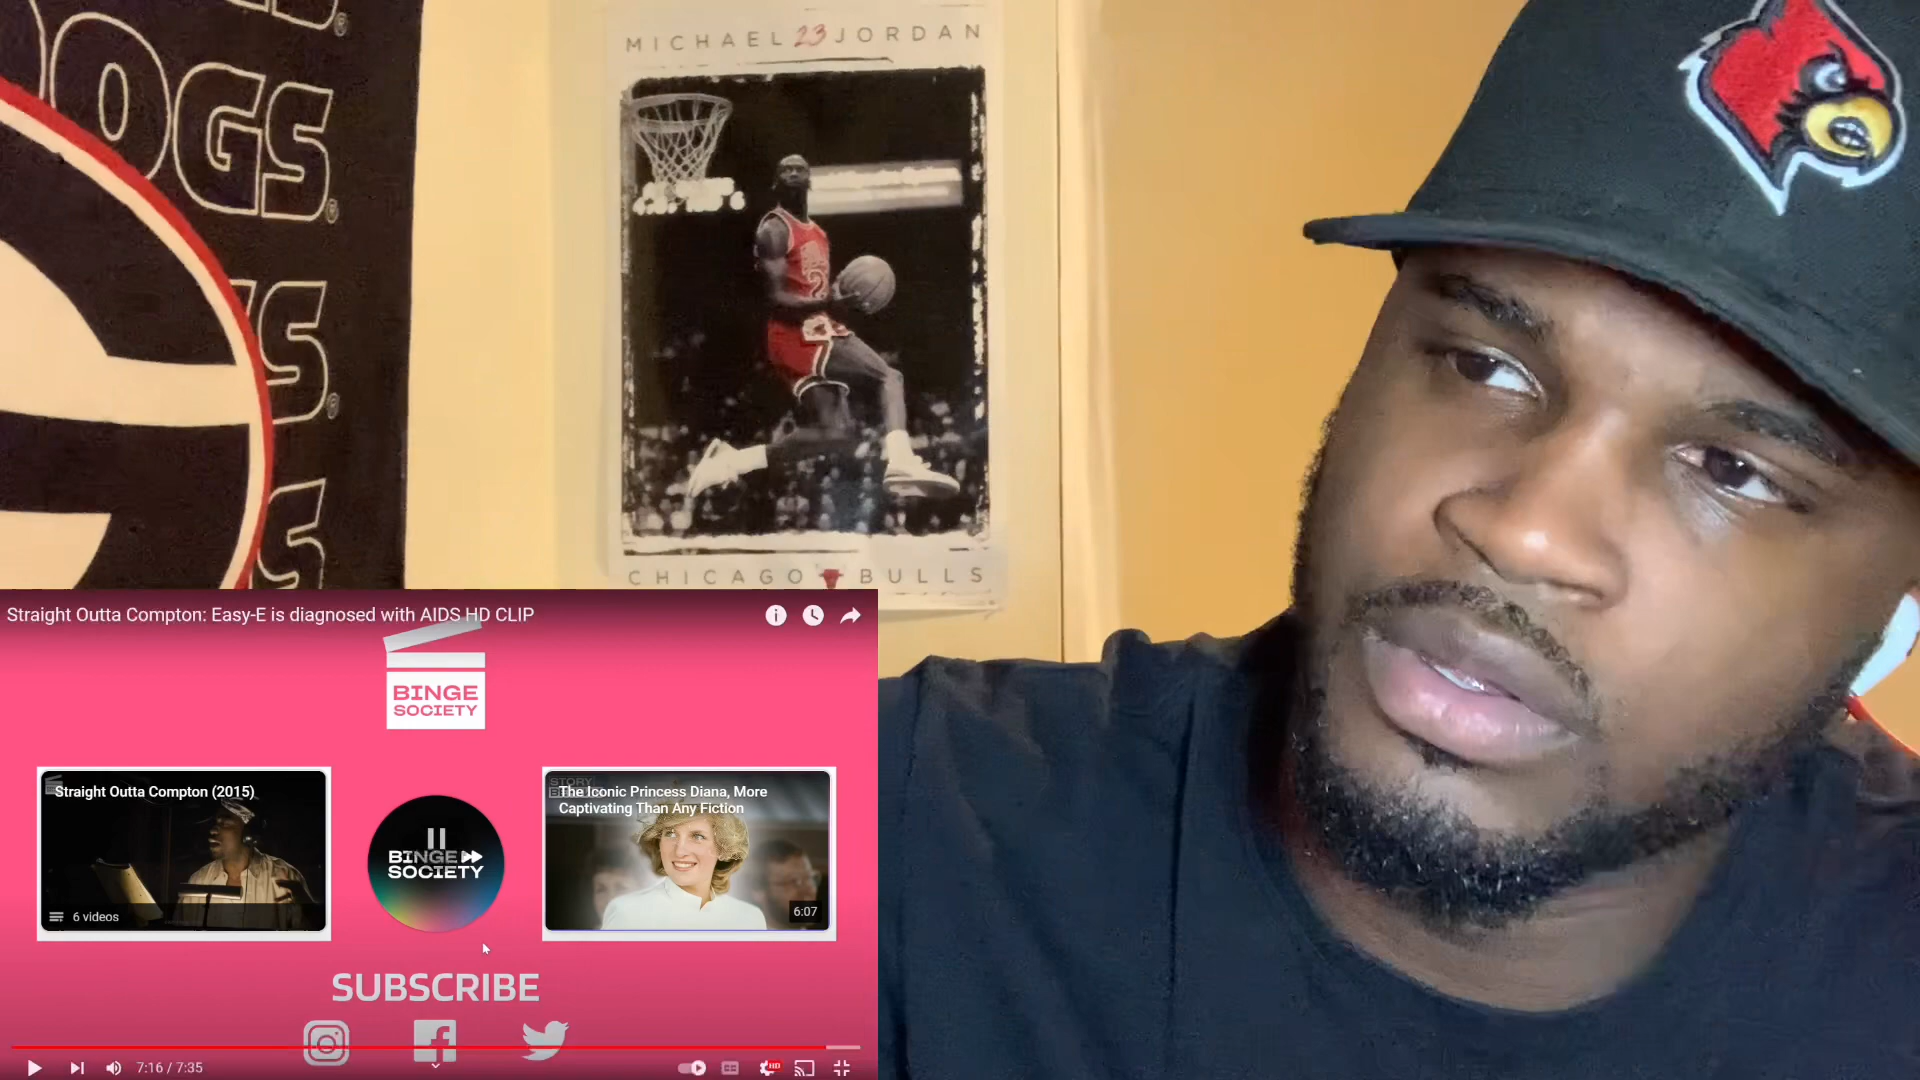 OGS
S
S
MICHAEL 23 JORDAN
CHICAGO BULLS
Straight Outta Compton: Easy-E is diagnosed with AIDS HD CLIP
BINGE
SOCIETY
Straight Outta Compton (2015)
6 videos
BINGE
SOCIETY
STORY
The Iconic Princess Diana, More
Captivating Than Any Fiction
6:07
SUBSCRIBE
7:16 / 7:35
HD